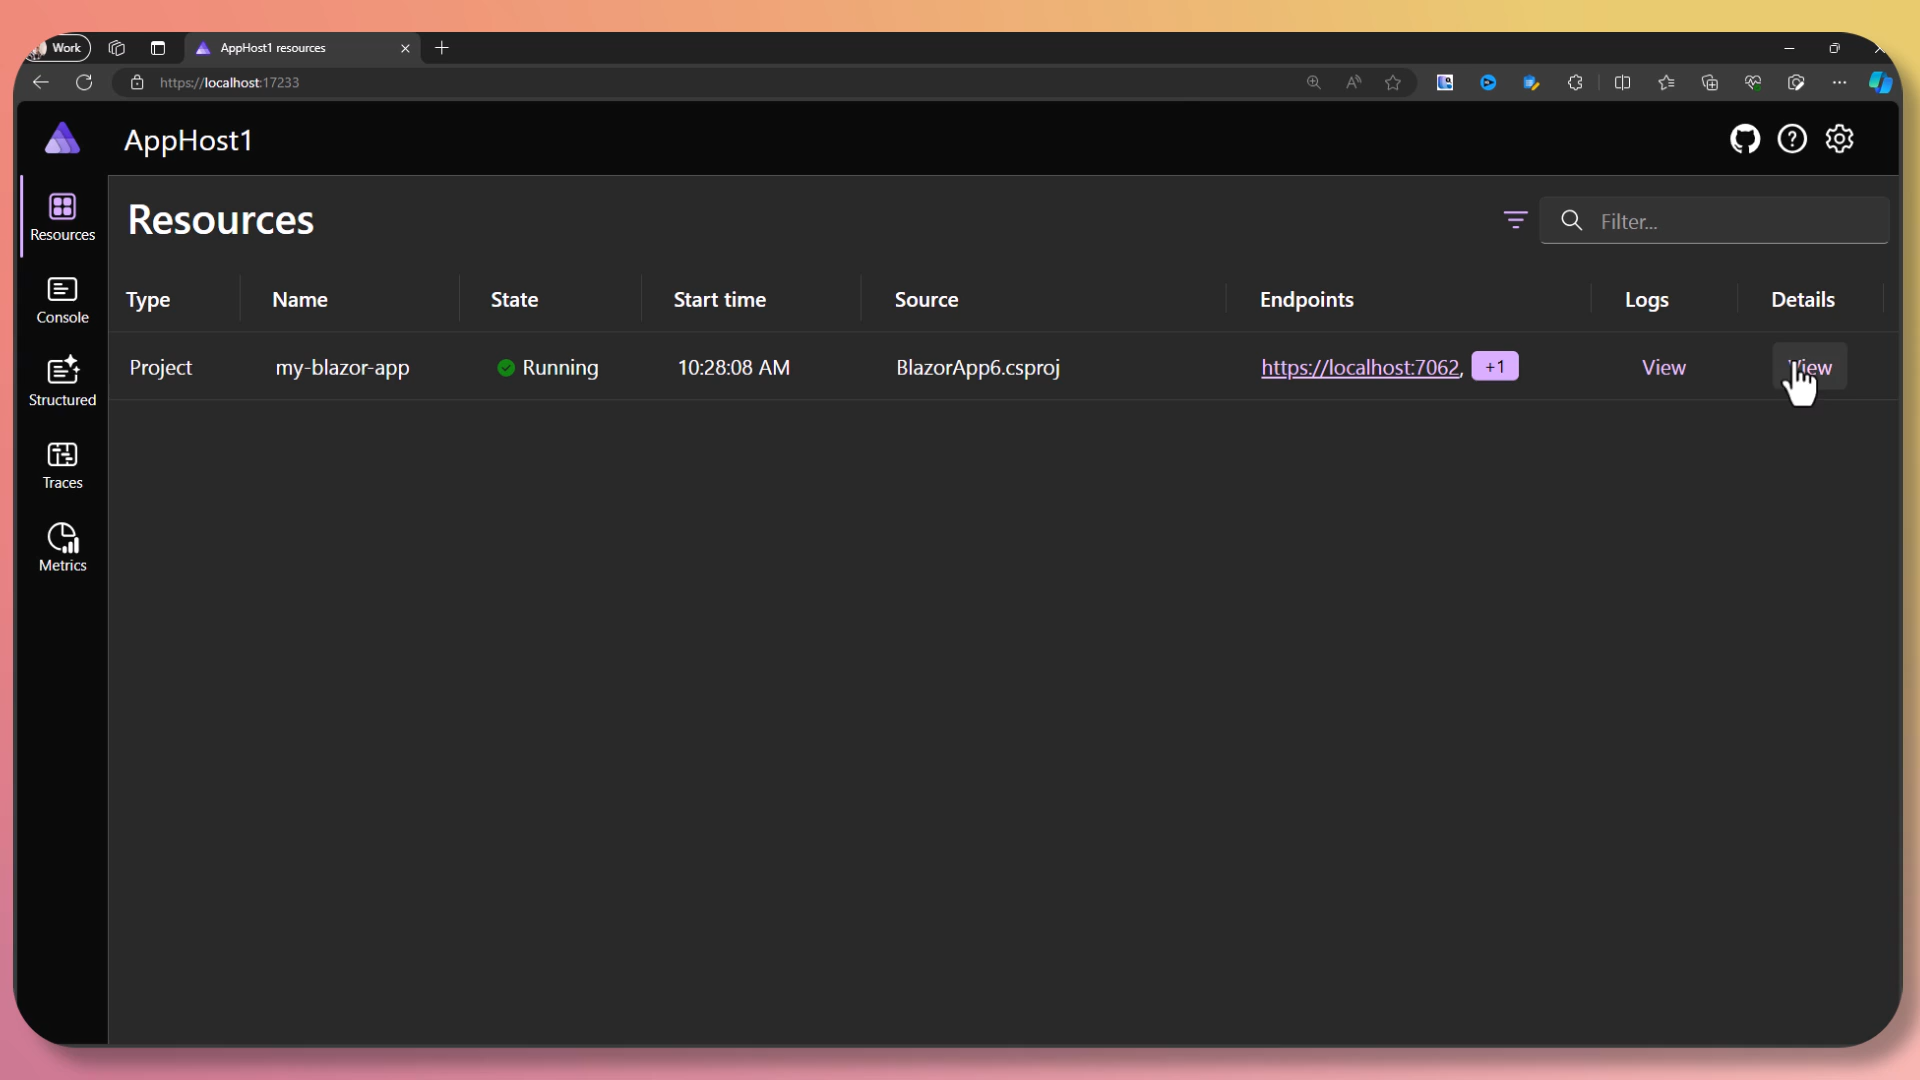 Work
AppHost1 resources
https://localhost:17233
AppHost1
Resources
Filter...
Type Name State Start time Source Endpoints Logs Details
Project my-blazor-app Running 10:28:08 AM BlazorApp6.csproj https://localhost:7062, +1 View View
Resources
Console
Structured
Traces
Metrics